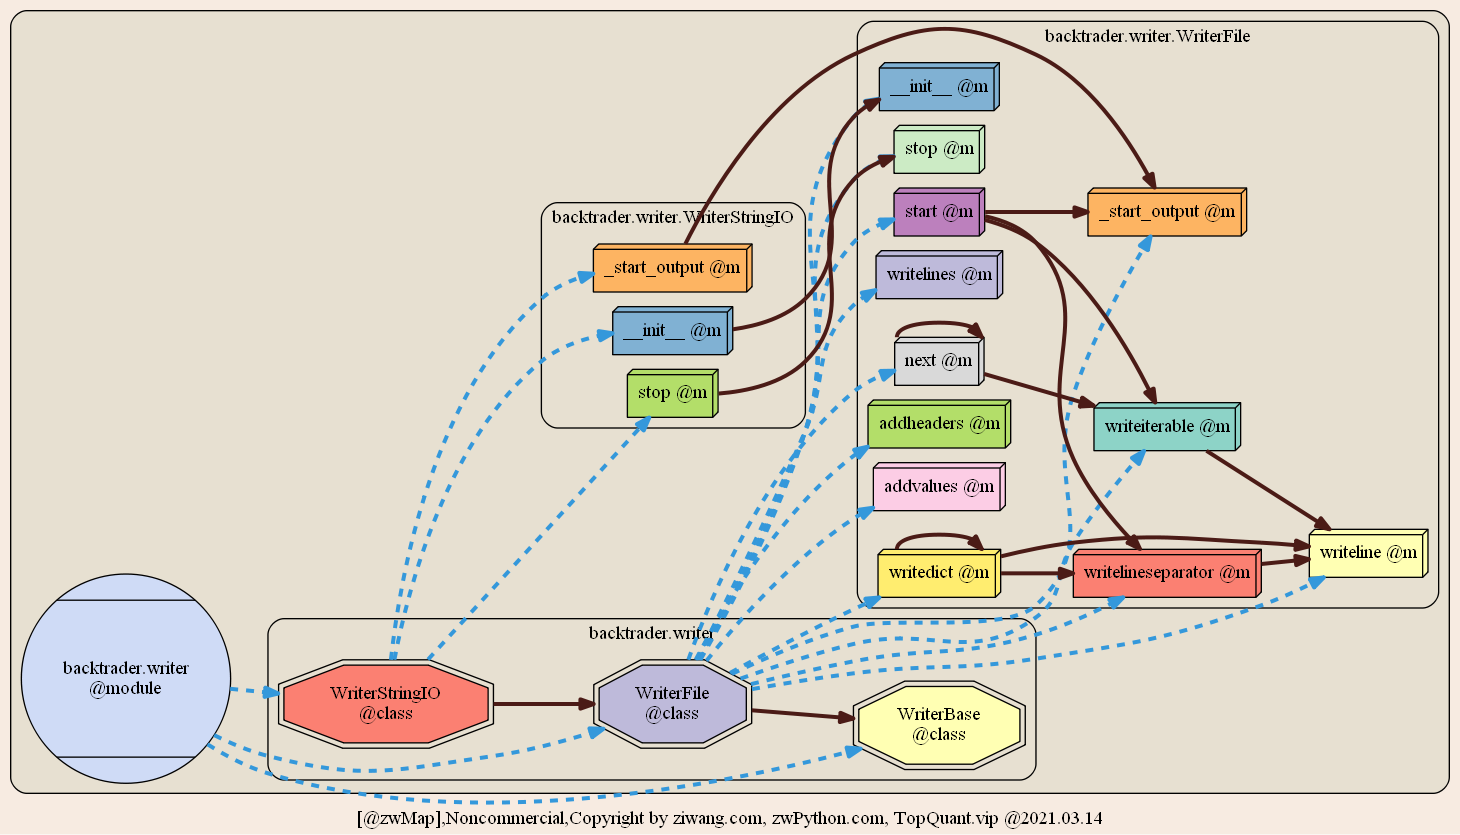 backtrader.writer.WriterFile
__init__ @m
stop @m
start @m
_start_output @m
backtrader.writer.WriterStringIO
_start_output @m
writelines @m
__init__ @m
next @m
stop @m
addheaders @m
writeiterable @m
addvalues @m
writeline @m
writedict @m
writelineseparator @m
backtrader.writer
backtrader.writer
@module
WriterStringIO
@class
WriterFile
@class
WriterBase
@class
[@zwMap],Noncommercial,Copyright by ziwang.com, zwPython.com, TopQuant.vip @2021.03.14